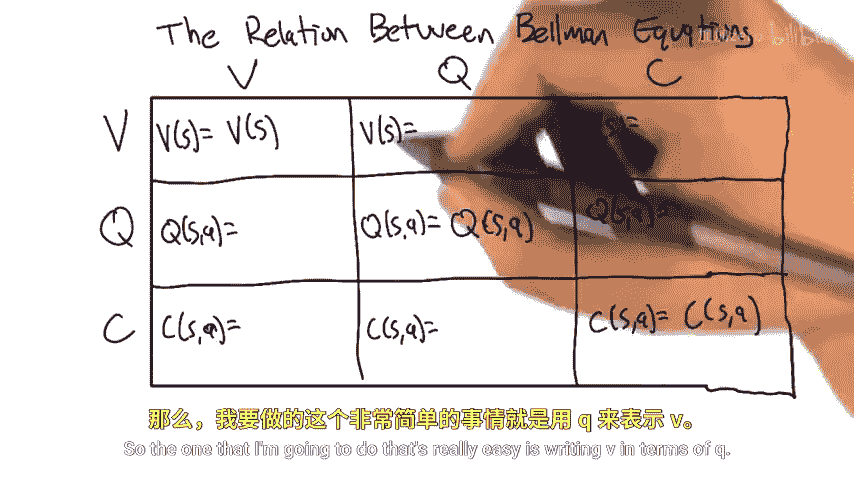 The Relation Between Bellman Equations
V Q C
V V(s)= V(s) V(s)= (s)=
Q Q(s,a)= Q(s,a)= Q(s,a) Q(s,a)=
C C(s,a)= C(s,a)= C(s,a)= C(s,a)
那么，我要做的这个非常简单的事情就是用 q 来表示 v。
So the one that I'm going to do that's really easy is writing v in terms of q.